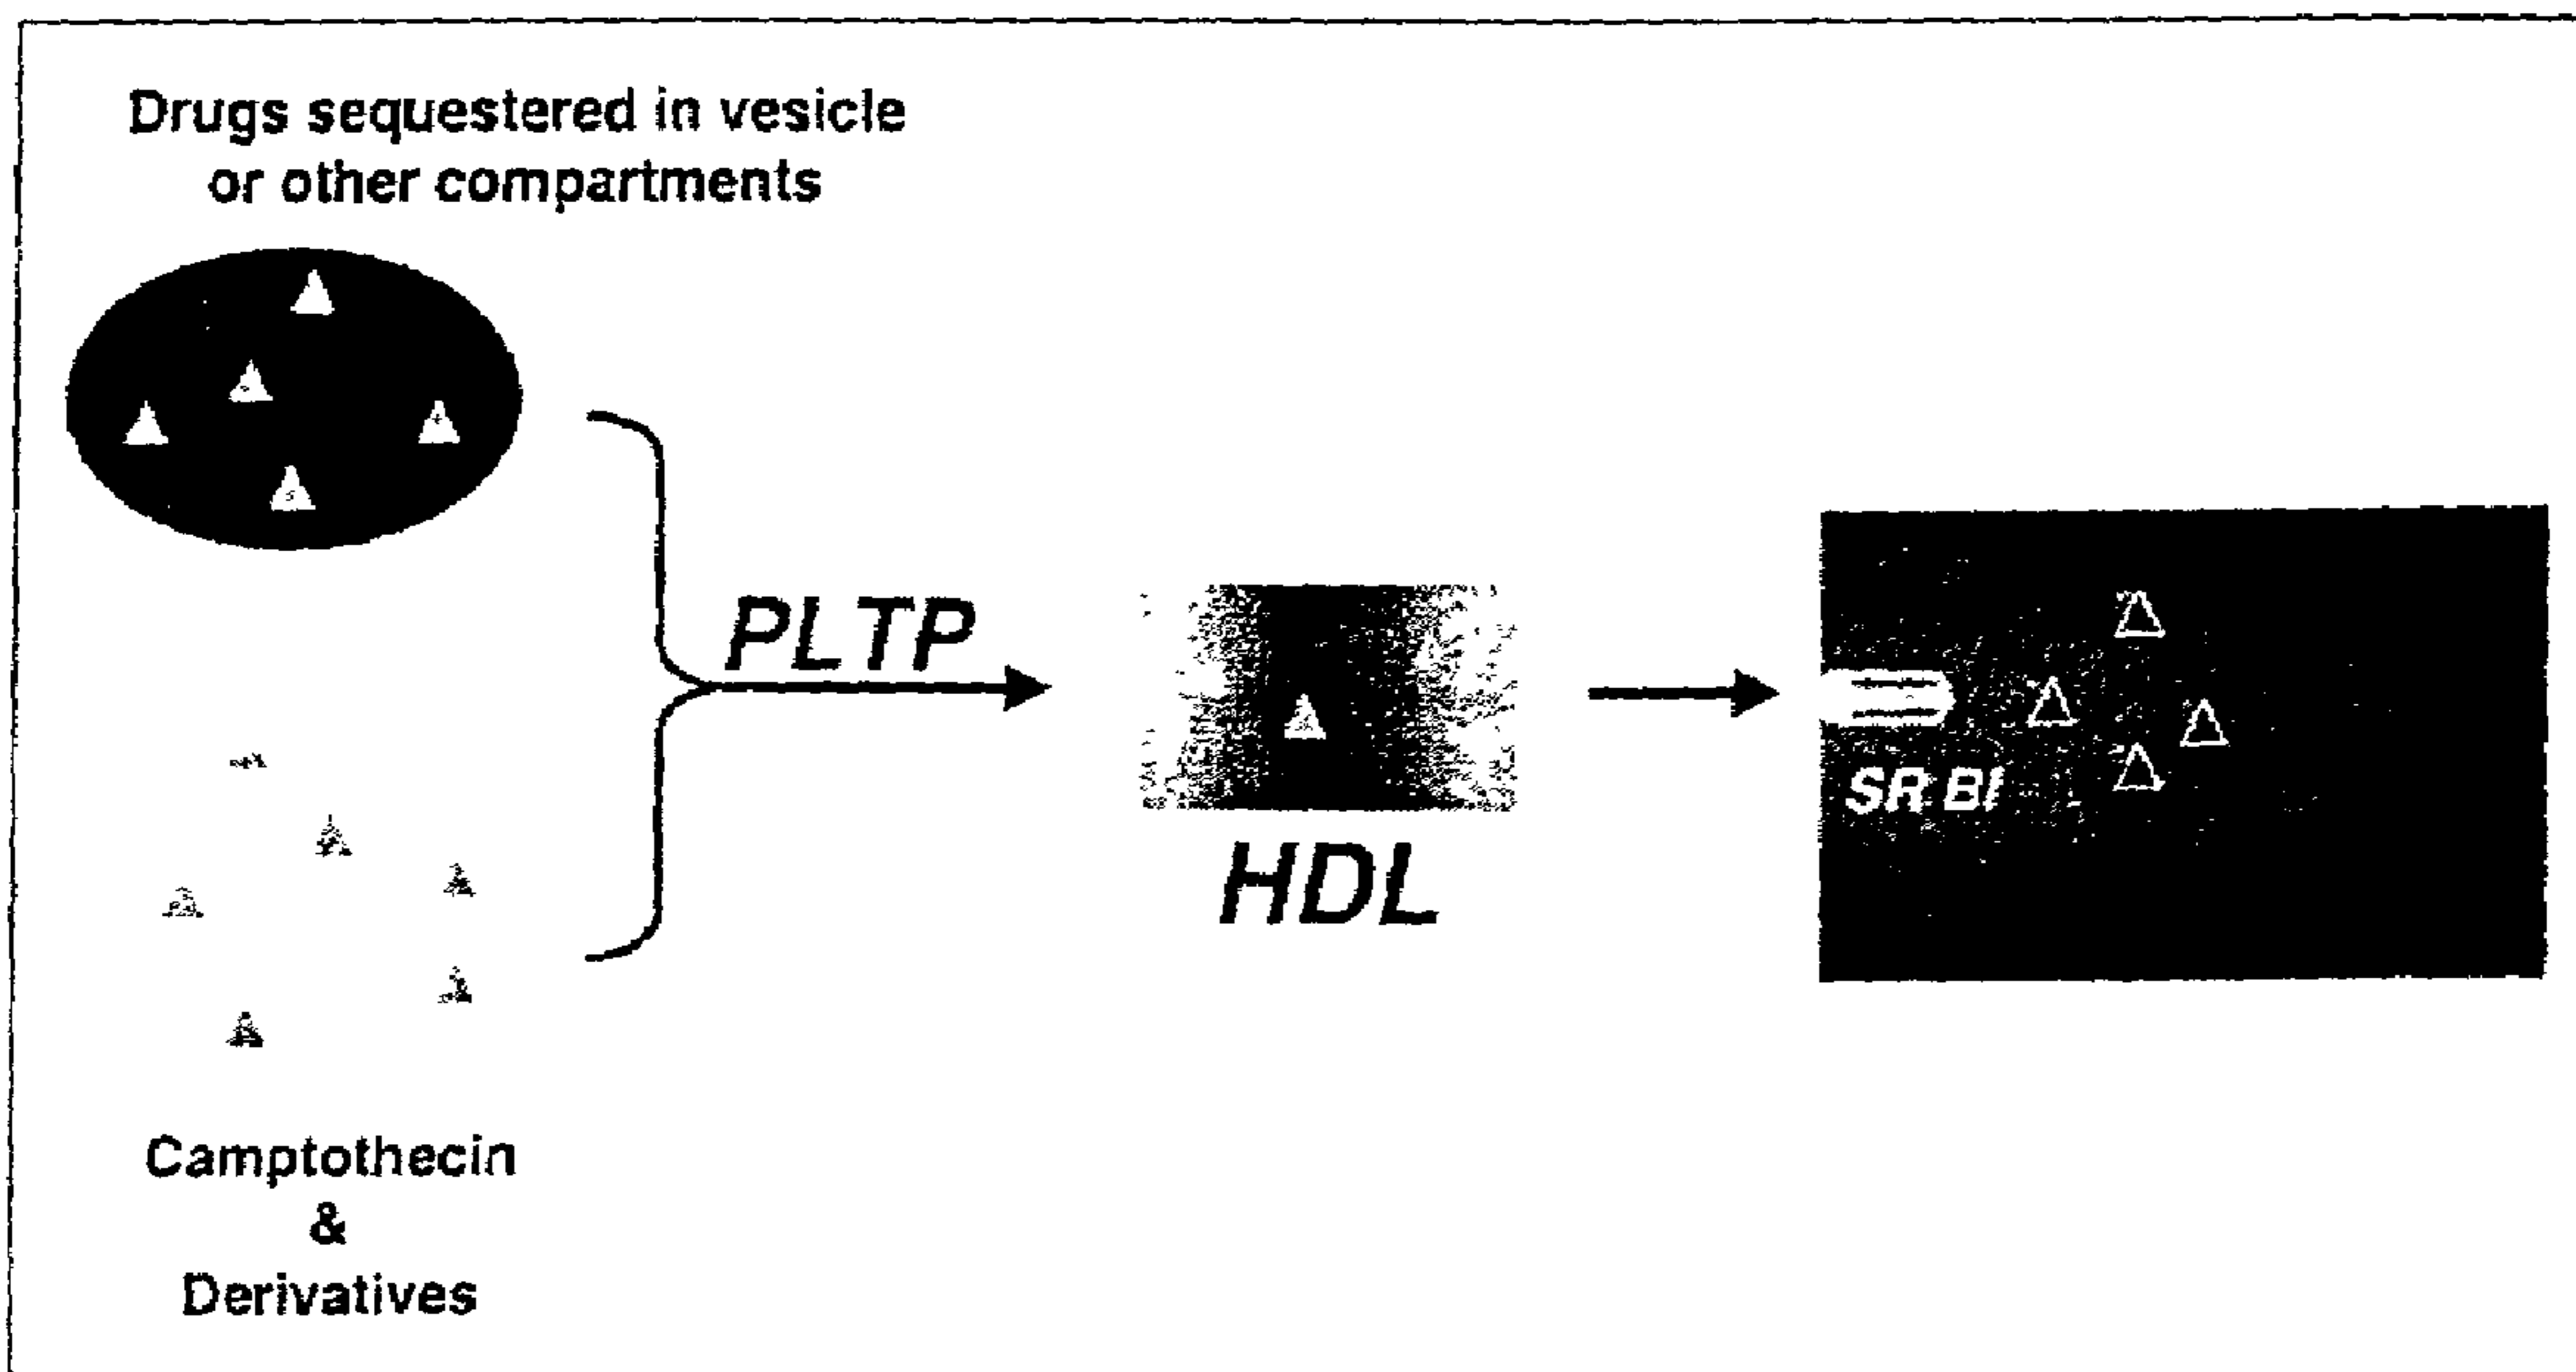 Drugs sequestered in vesicle
or other compartments
PLTP
HDL
SR BI
Camptothecin
&
Derivatives